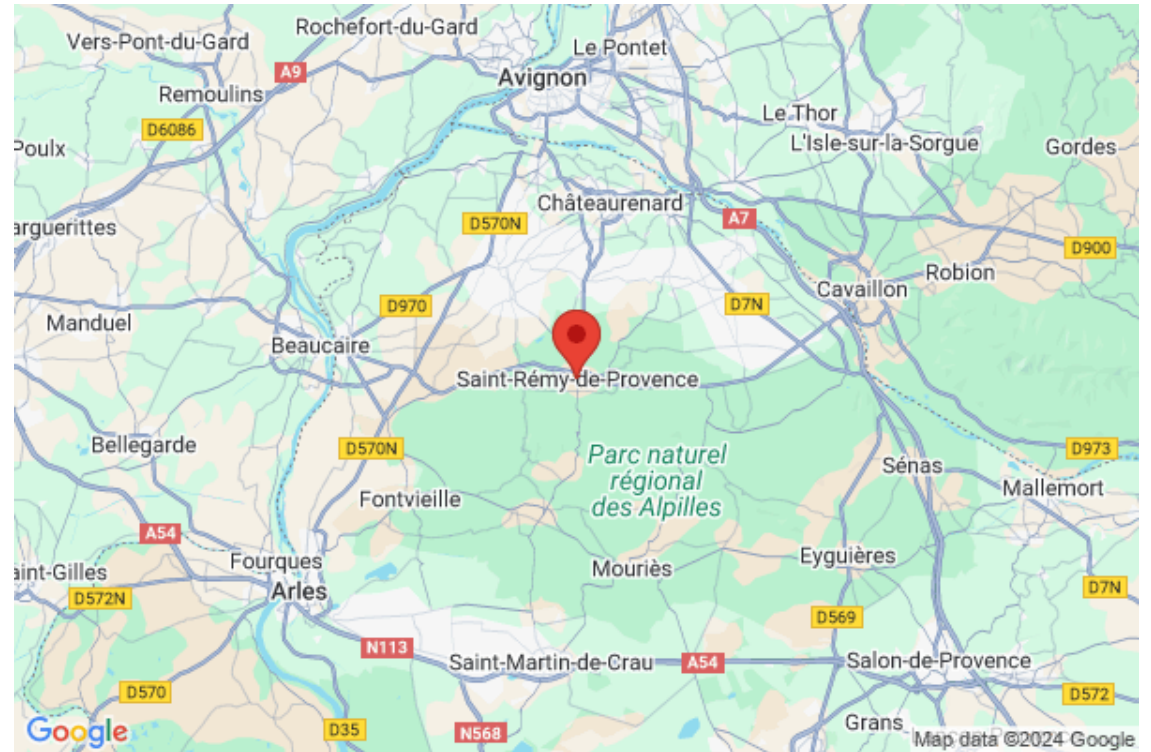 Rochefort-du-Gard
Vers-Pont-du-Gard
Le Pontet
A9
Avignon
Remoulins
Le Thor
D6086
L'Isle-sur-la-Sorgue
Poulx
Gordes
Châteaurenard
A7
D570N
arguerittes
D900
Robion
Cavaillon
D970
D7N
Manduel
Beaucaire
Saint-Rémy-de-Provence
Bellegarde
D570N
Parc naturel
régional
des Alpilles
D973
Sénas
Mallemort
Fontvieille
A54
Fourques
Eyguières
aint-Gilles
Mouriès
Arles
D7N
D572N
D569
N113
Saint-Martin-de-Crau
A54
Salon-de-Provence
D570
D572
Grans
D35
N568
Google
Map data ©2024 Google